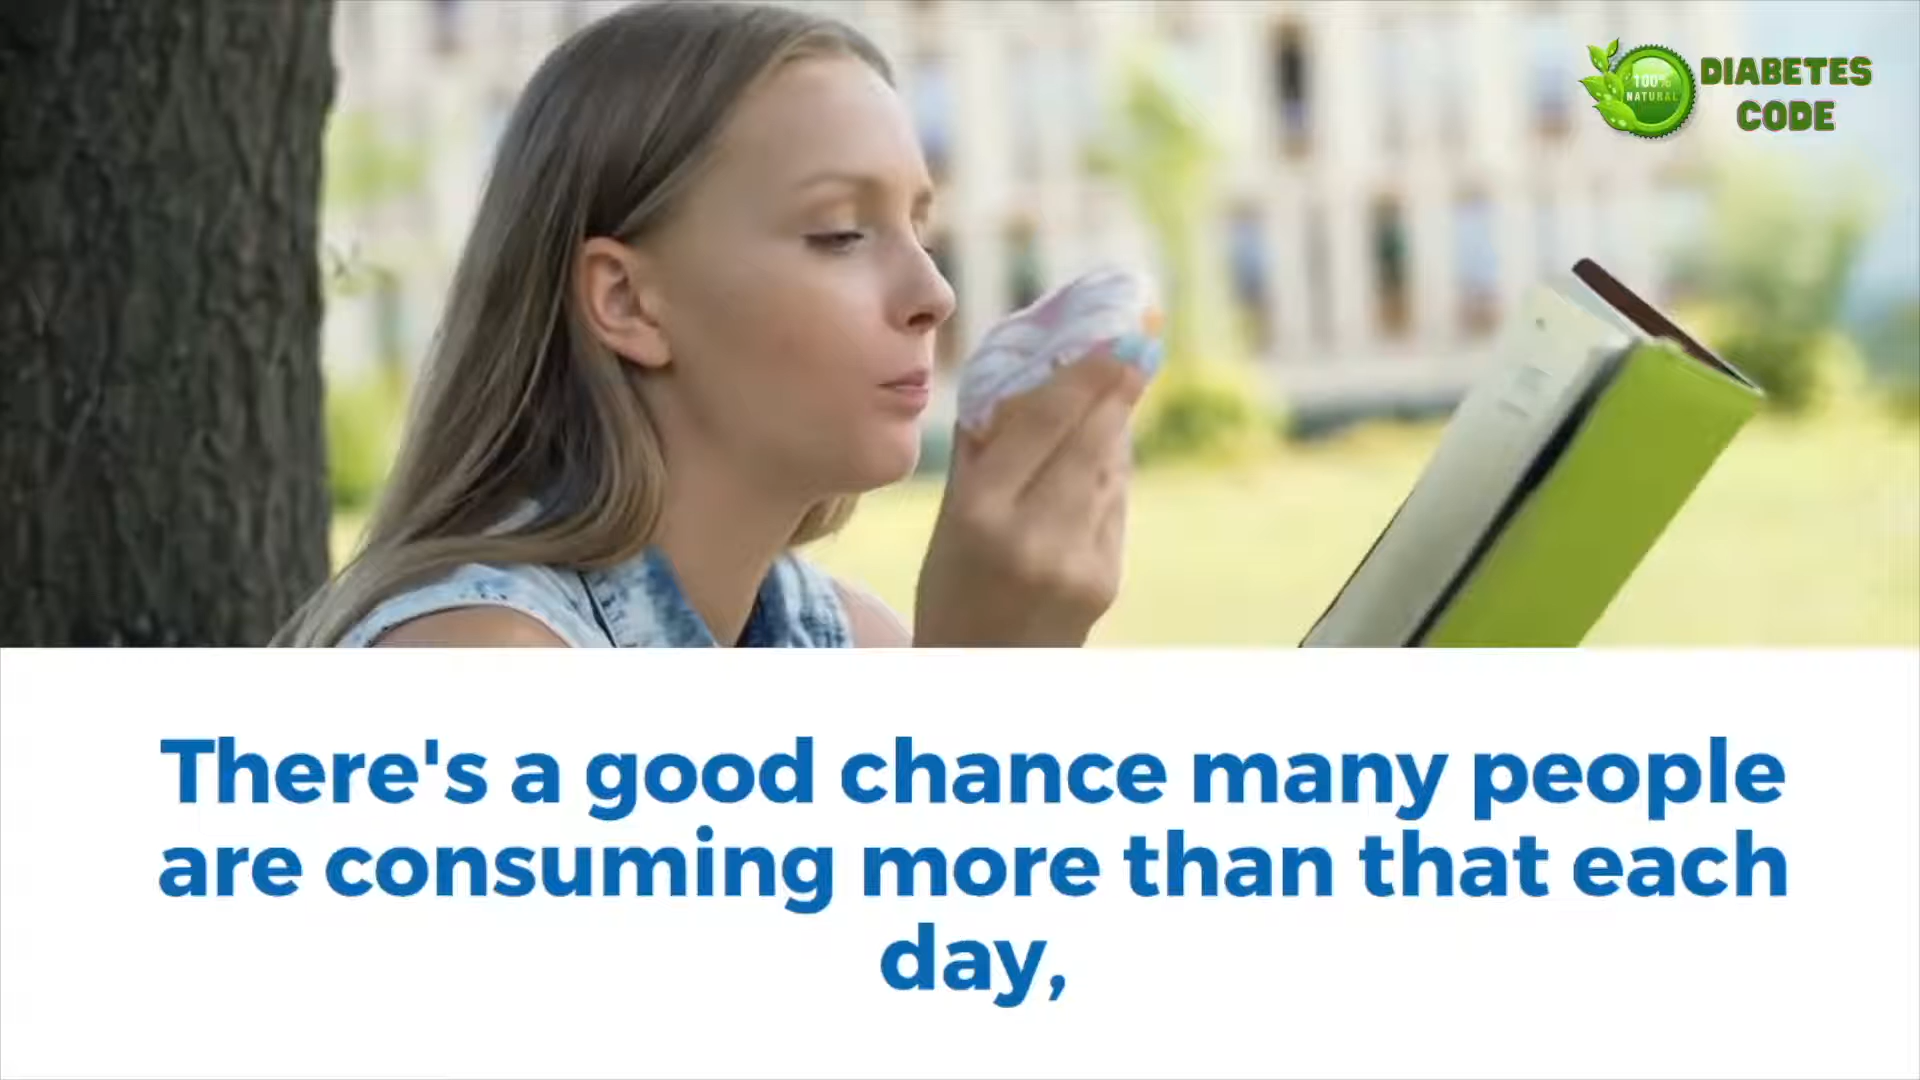 100%
NATURAL
DIABETES
CODE
There's a good chance many people
are consuming more than that each
day,